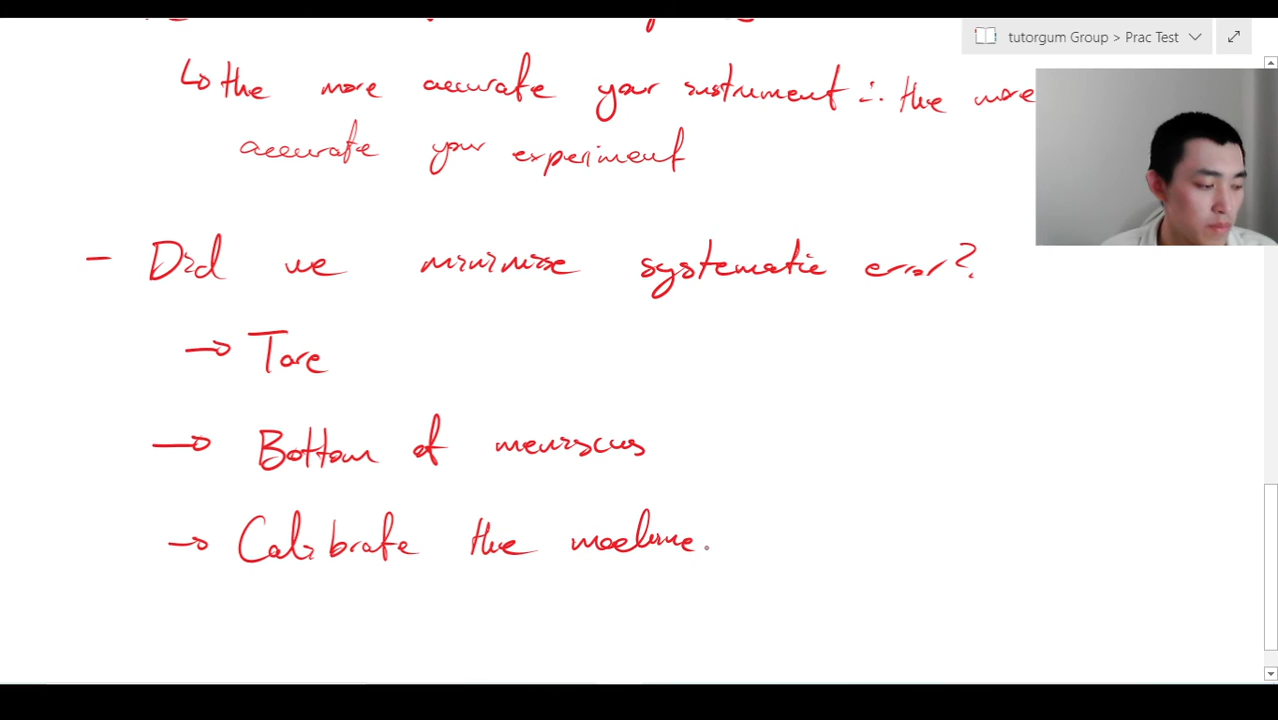 tutorgum Group > Prac Test
↳ the more accurate your instrument ∴ the more
accurate your experiment
- Did we minimise systematic error?
→ Tare
→ Bottom of meniscus
→ Calibrate the machine.